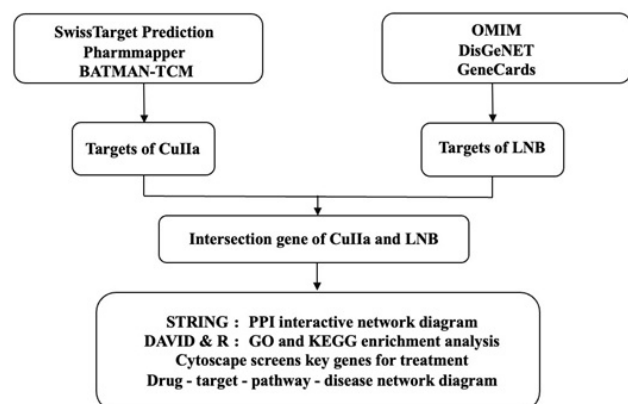 SwissTarget Prediction
Pharmmapper
BATMAN-TCM
OMIM
DisGeNET
GeneCards
Targets of CuIIa
Targets of LNB
Intersection gene of CuIIa and LNB
STRING : PPI interactive network diagram
DAVID & R : GO and KEGG enrichment analysis
Cytoscape screens key genes for treatment
Drug - target - pathway - disease network diagram